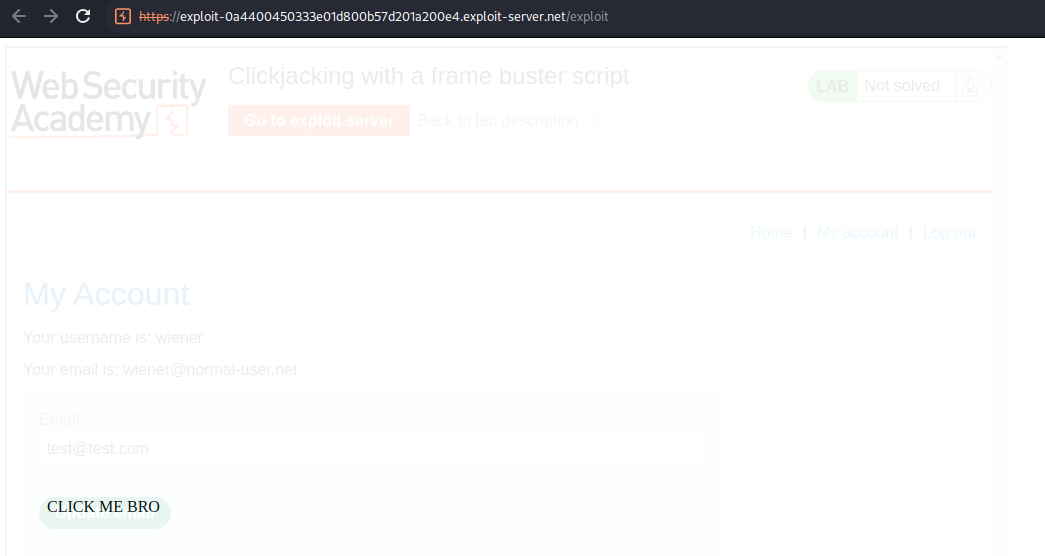 https://exploit-0a4400450333e01d800b57d201a200e4.exploit-server.net/exploit
Web Security
Academy
Clickjacking with a frame buster script
Go to exploit server
Back to lab description
LAB
Not solved
Home | My account | Log out
My Account
Your username is: wiener
Your email is: wiener@normal-user.net
Email
test@test.com
CLICK ME BRO